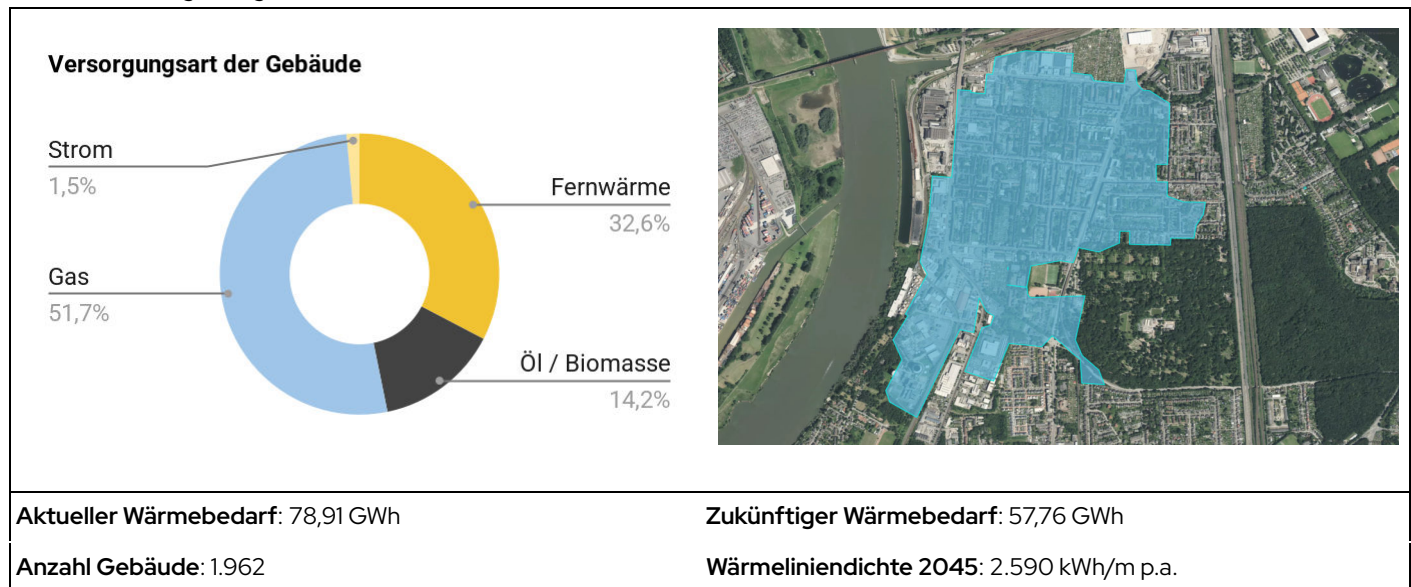 Versorgungsart der Gebäude
Strom
1,5%
Fernwärme
32,6%
Gas
51,7%
Öl / Biomasse
14,2%
Aktueller Wärmebedarf: 78,91 GWh
Zukünftiger Wärmebedarf: 57,76 GWh
Anzahl Gebäude: 1.962
Wärmeliniendichte 2045: 2.590 kWh/m p.a.